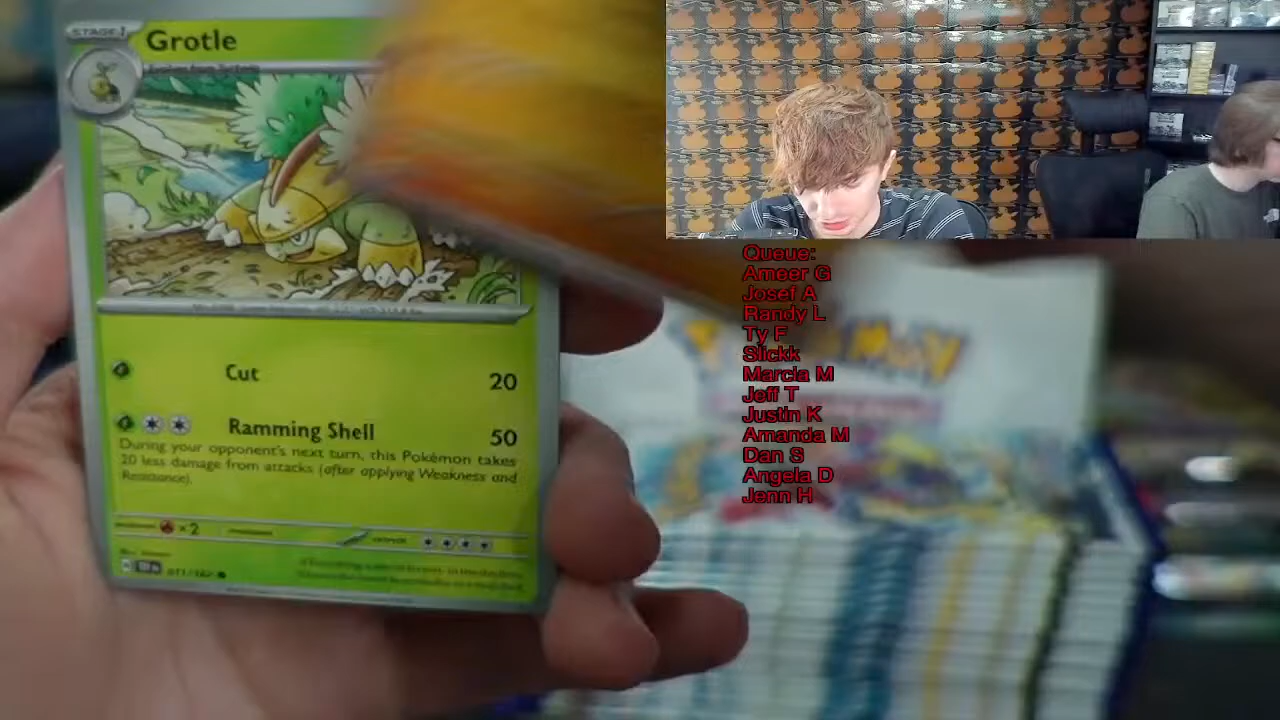 STAGE 1
Grotle
Cut 20
Ramming Shell 50
During your opponent's next turn, this Pokémon takes
20 less damage from attacks (after applying Weakness and
Resistance).
×2
Queue:
Ameer G
Josef A
Randy L
Ty F
Slickk
Marcia M
Jeff T
Justin K
Amanda M
Dan S
Angela D
Jenn H